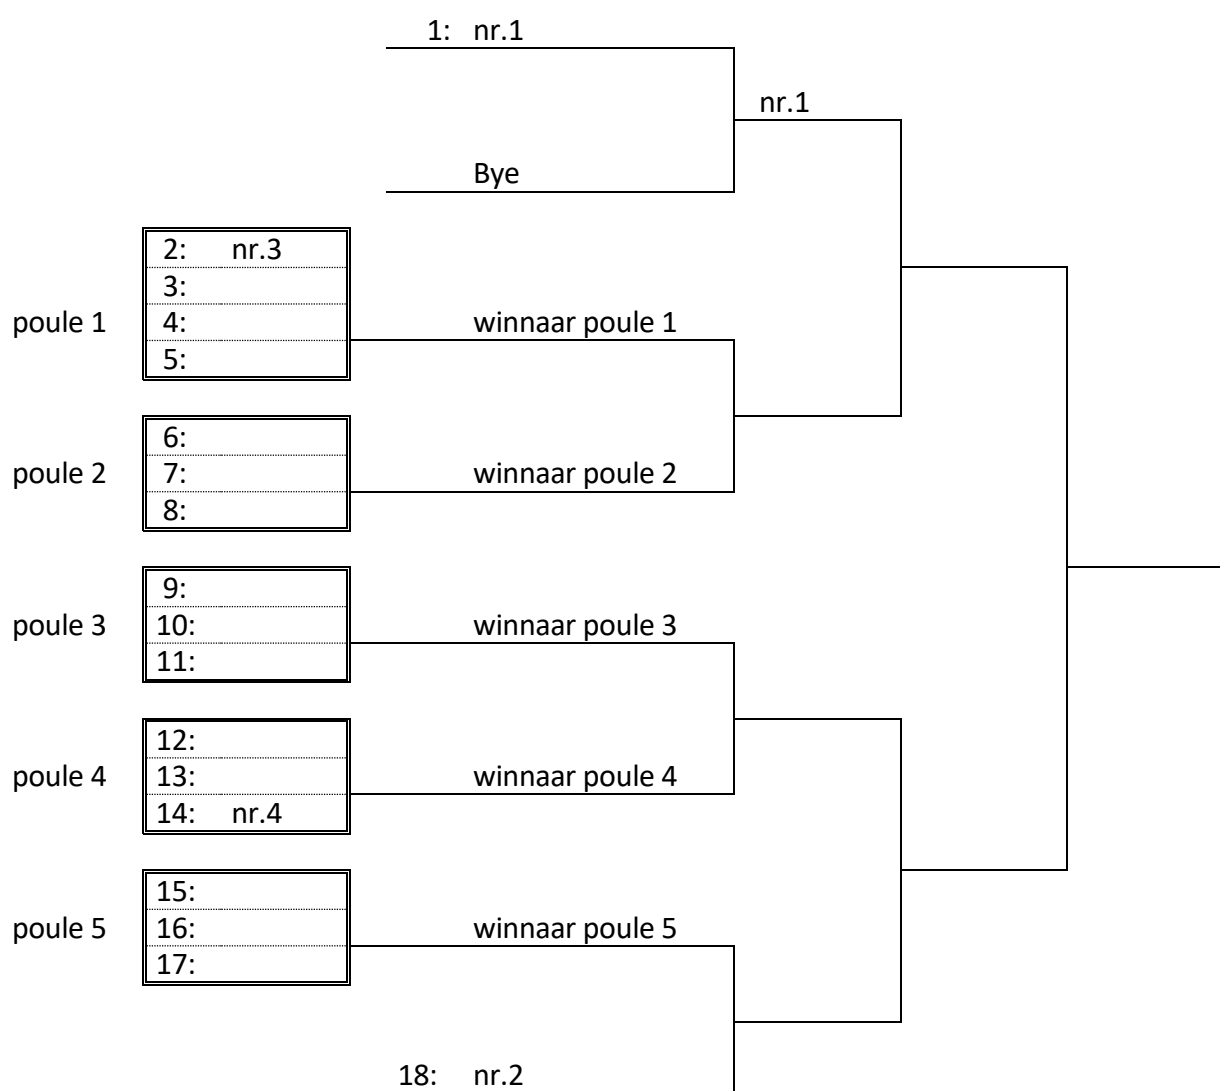 1: nr.1
nr.1
Bye
2: nr.3
3:
poule 1 4: winnaar poule 1
5:
6:
poule 2 7: winnaar poule 2
8:
9:
poule 3 10: winnaar poule 3
11:
12:
poule 4 13: winnaar poule 4
14: nr.4
15:
poule 5 16: winnaar poule 5
17:
18: nr.2